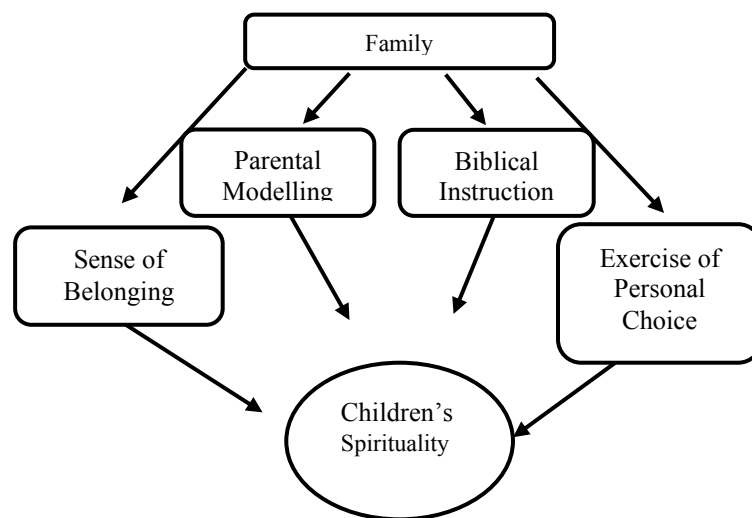 Family
Parental
Modelling
Biblical
Instruction
Sense of
Belonging
Exercise of
Personal
Choice
Children’s
Spirituality